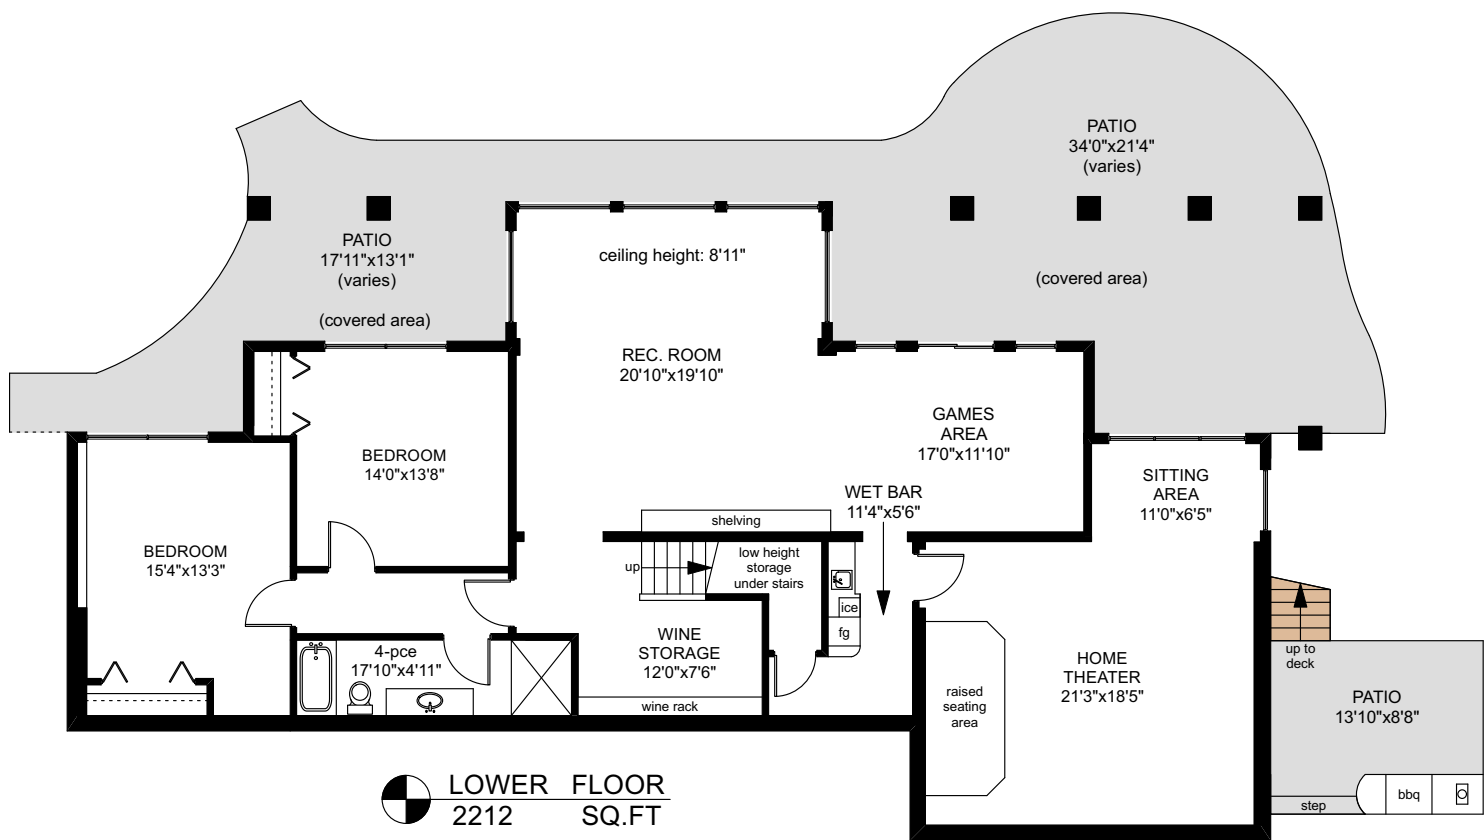 PATIO
34'0"x21'4"
(varies)
PATIO
17'11"x13'1"
(varies)
(covered area)
ceiling height: 8'11"
(covered area)
REC. ROOM
20'10"x19'10"
GAMES
AREA
17'0"x11'10"
BEDROOM
14'0"x13'8"
SITTING
AREA
11'0"x6'5"
WET BAR
11'4"x5'6"
shelving
BEDROOM
15'4"x13'3"
up
low height
storage
under stairs
ice
fg
WINE
STORAGE
12'0"x7'6"
4-pce
17'10"x4'11"
wine rack
HOME
THEATER
21'3"x18'5"
raised
seating
area
up to
deck
PATIO
13'10"x8'8"
step
bbq
LOWER FLOOR
2212 SQ.FT